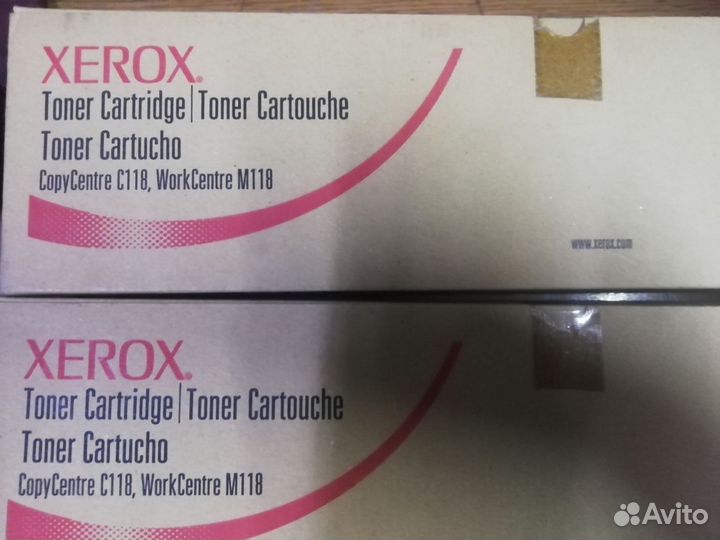 XEROX.
Toner Cartridge | Toner Cartouche
Toner Cartucho
CopyCentre C118, WorkCentre M118
www.xerox.com
XEROX.
Toner Cartridge | Toner Cartouche
Toner Cartucho
CopyCentre C118, WorkCentre M118
Avito